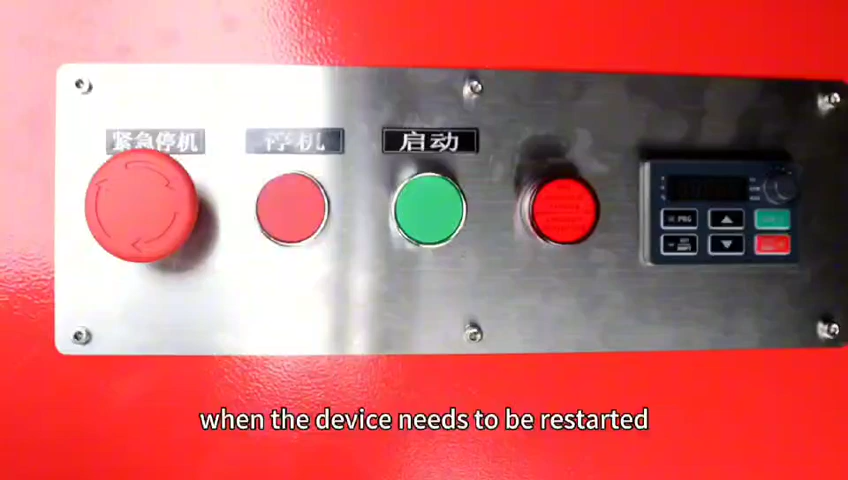 紧急停机
停机
启动
PRG
when the device needs to be restarted